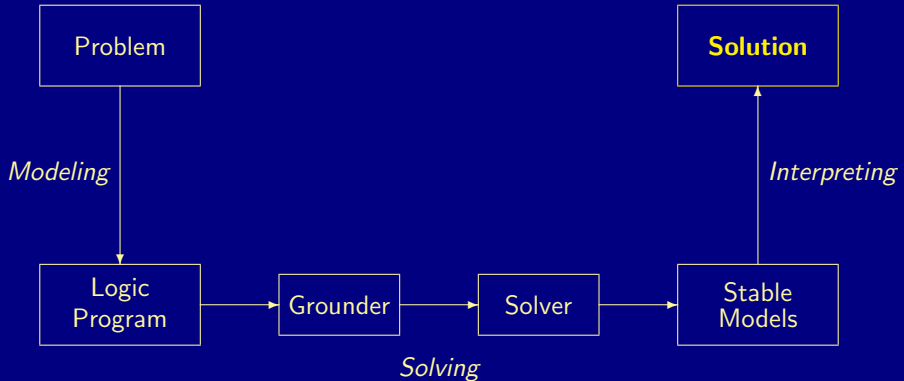 Problem
Solution
Modeling
Interpreting
Logic
Program
Grounder
Solver
Stable
Models
Solving